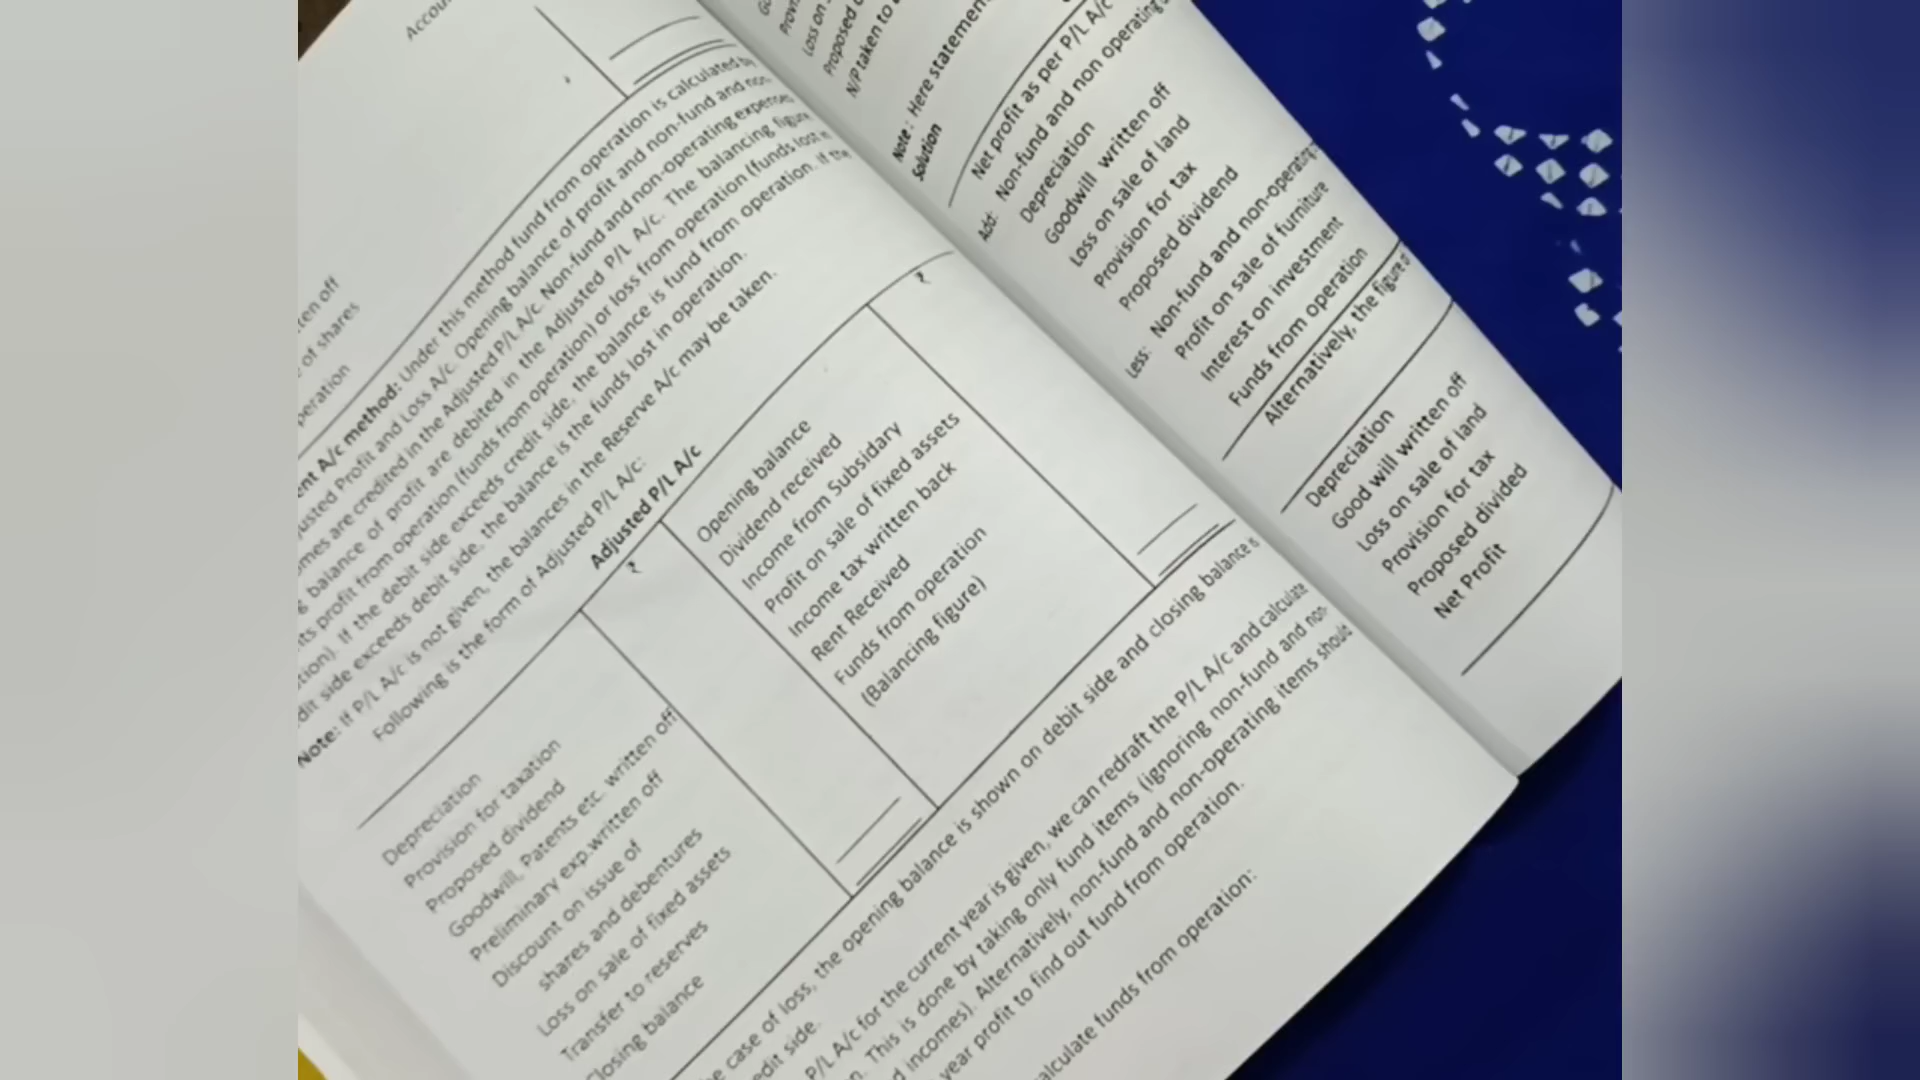 Accou
ten off
of shares
peration
nt A/c method: Under this method fund from operation is calculated by
usted Profit and Loss A/c. Opening balance of profit and non-fund and non-
mes are credited in the Adjusted P/L A/c. Non-fund and non-operating expenses
g balance of profit are debited in the Adjusted P/L A/c. The balancing figure
ts profit from operation (funds from operation) or loss from operation (funds lost
tion). If the debit side exceeds credit side, the balance is fund from operation. If the
dit side exceeds debit side, the balance is the funds lost in operation.
Note: If P/L A/c is not given, the balances in the Reserve A/c may be taken.
Following is the form of Adjusted P/L A/C:
Adjusted P/L A/c
₹
₹
Depreciation
Provision for taxation
Proposed dividend
Goodwill, Patents etc. written off
Preliminary exp.written off
Discount on issue of
shares and debentures
Loss on sale of fixed assets
Transfer to reserves
Closing balance
Opening balance
Dividend received
Income from Subsidary
Profit on sale of fixed assets
Income tax written back
Rent Received
Funds from operation
(Balancing figure)
e case of loss, the opening balance is shown on debit side and closing balance is
edit side.
P/L A/c for the current year is given, we can redraft the P/L A/c and calculate
n. This is done by taking only fund items (ignoring non-fund and non-
d incomes). Alternatively, non-fund and non-operating items should
year profit to find out fund from operation.
calculate funds from operation:
Loss on
Proposed
N/P taken to
Note: Here statement
Solution
Net profit as per P/L A/c
Add: Non-fund and non operating
Depreciation
Goodwill written off
Loss on sale of land
Provision for tax
Proposed dividend
Less: Non-fund and non-operating
Profit on sale of furniture
Interest on investment
Funds from operation
Alternatively, the figure
Depreciation
Good will written off
Loss on sale of land
Provision for tax
Proposed divided
Net Profit